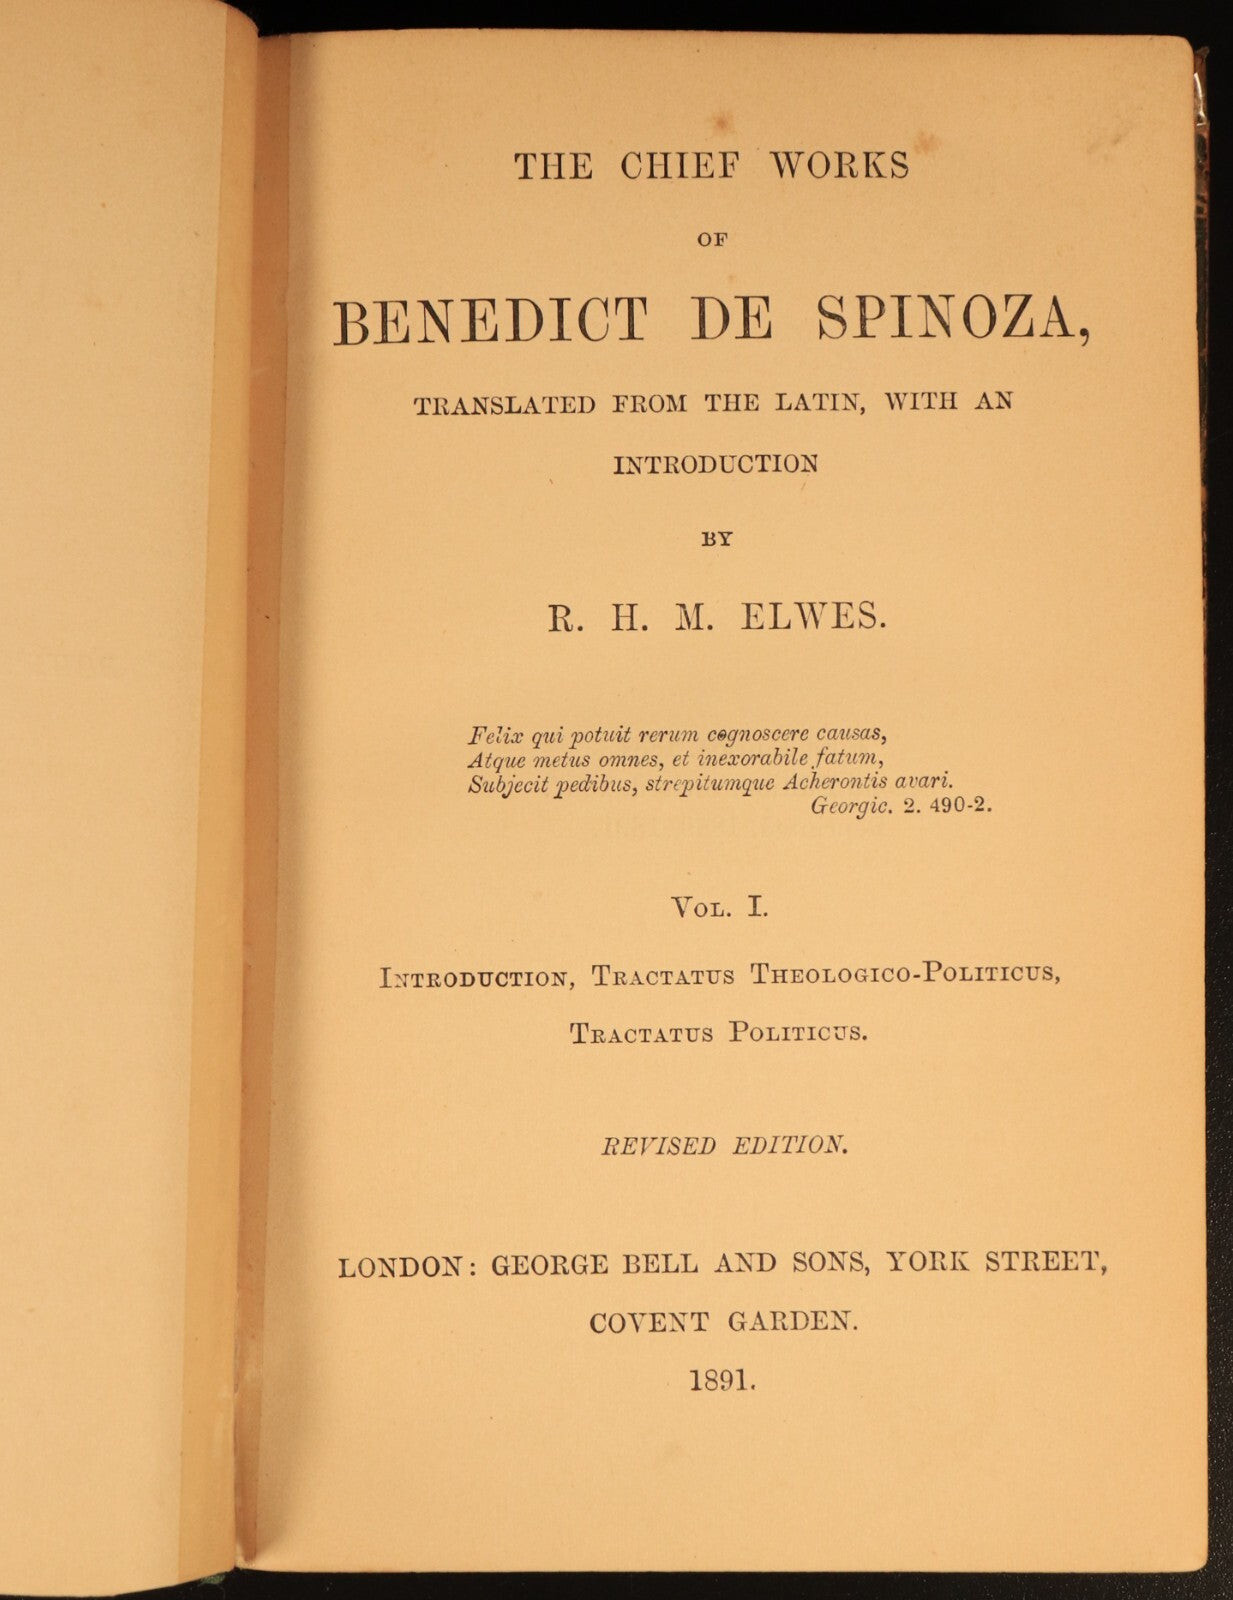 THE CHIEF WORKS
OF
BENEDICT DE SPINOZA,
TRANSLATED FROM THE LATIN, WITH AN
INTRODUCTION
BY
R. H. M. ELWES.
Felix qui potuit rerum cognoscere causas,
Atque metus omnes, et inexorabile fatum,
Subjecit pedibus, strepitumque Acherontis avari.
Georgic. 2. 490-2.
VOL. I.
INTRODUCTION, TRACTATUS THEOLOGICO-POLITICUS,
TRACTATUS POLITICUS.
REVISED EDITION.
LONDON: GEORGE BELL AND SONS, YORK STREET,
COVENT GARDEN.
1891.